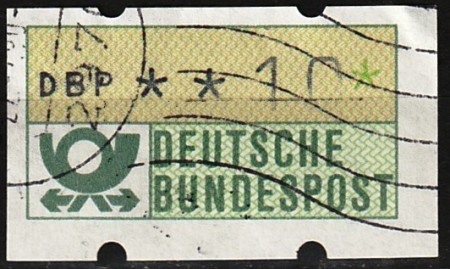 DBP * * 10*
DEUTSCHE
BUNDESPOST